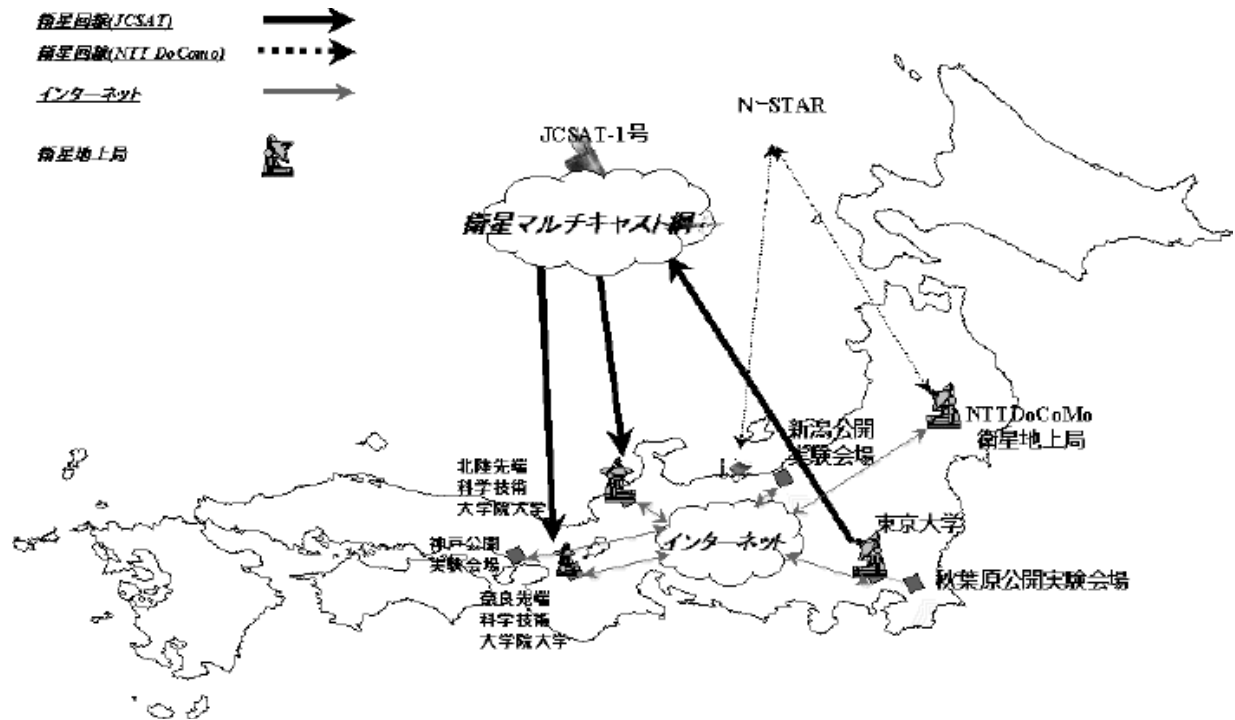 衛星回線(JCSAT)
衛星回線(NTT DoComo)
インターネット
衛星地上局
N-STAR
JCSAT-1号
衛星マルチキャスト網
NTTDoCoMo
衛星地上局
新潟公開
実験会場
北陸先端
科学技術
大学院大学
東京大学
インターネット
神戸公開
実験会場
秋葉原公開実験会場
奈良先端
科学技術
大学院大学